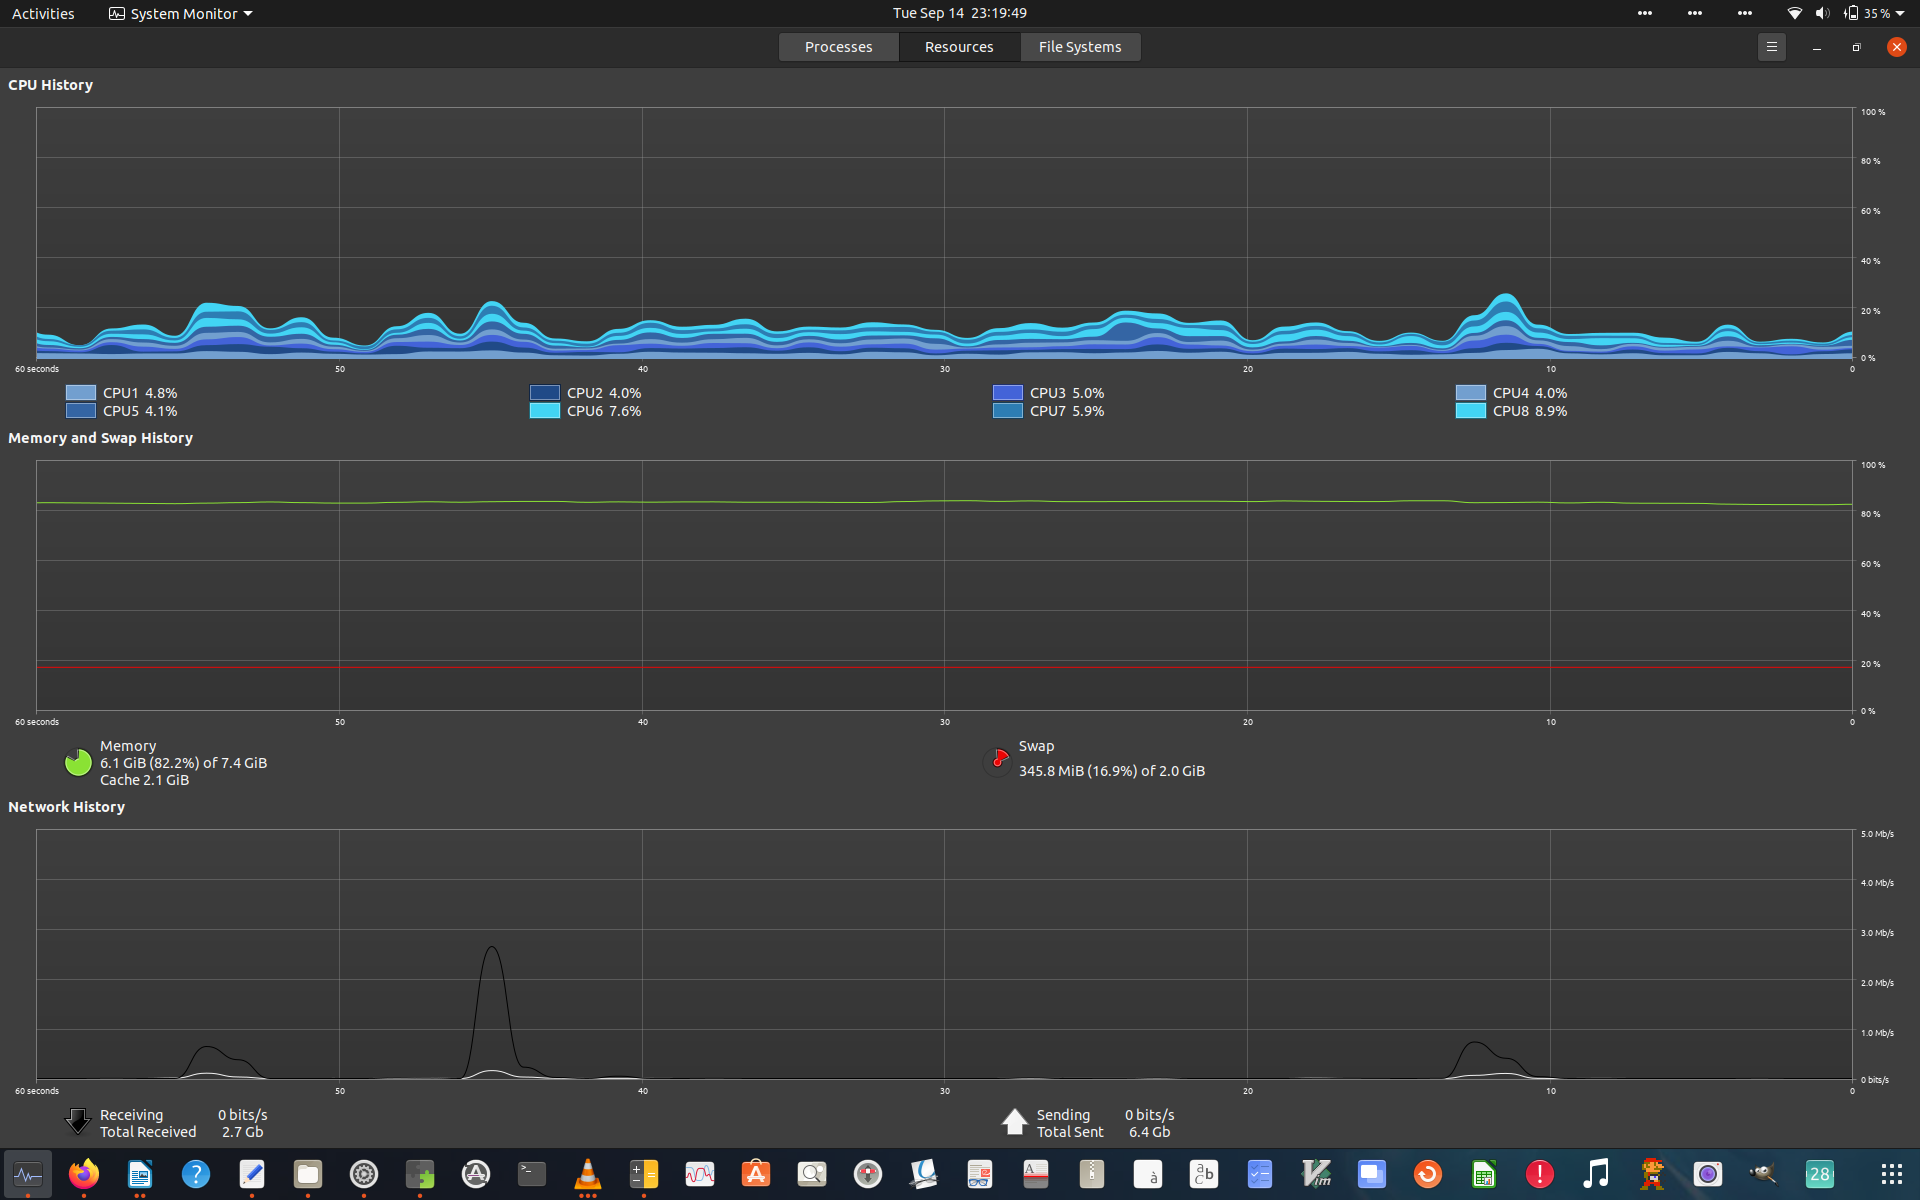 Activities System Monitor Tue Sep 14 23:19:49 35 %
Processes Resources File Systems
CPU History
100 %
80 %
60 %
40 %
20 %
0 %
60 seconds 50 40 30 20 10 0
CPU1 4.8% CPU2 4.0% CPU3 5.0% CPU4 4.0%
CPU5 4.1% CPU6 7.6% CPU7 5.9% CPU8 8.9%
Memory and Swap History
100 %
80 %
60 %
40 %
20 %
0 %
60 seconds 50 40 30 20 10 0
Memory
6.1 GiB (82.2%) of 7.4 GiB
Cache 2.1 GiB
Swap
345.8 MiB (16.9%) of 2.0 GiB
Network History
5.0 Mb/s
4.0 Mb/s
3.0 Mb/s
2.0 Mb/s
1.0 Mb/s
0 bits/s
60 seconds 50 40 30 20 10 0
Receiving 0 bits/s
Total Received 2.7 Gb
Sending 0 bits/s
Total Sent 6.4 Gb
? >_ A à a b c Vim ! 28